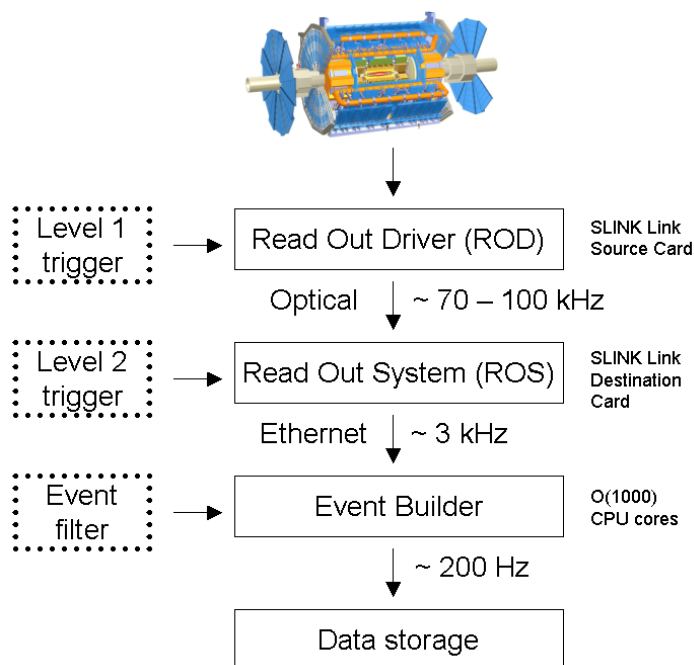 Level 1
trigger
Read Out Driver (ROD)
SLINK Link
Source Card
Optical
~ 70 – 100 kHz
Level 2
trigger
Read Out System (ROS)
SLINK Link
Destination
Card
Ethernet
~ 3 kHz
Event
filter
Event Builder
O(1000)
CPU cores
~ 200 Hz
Data storage